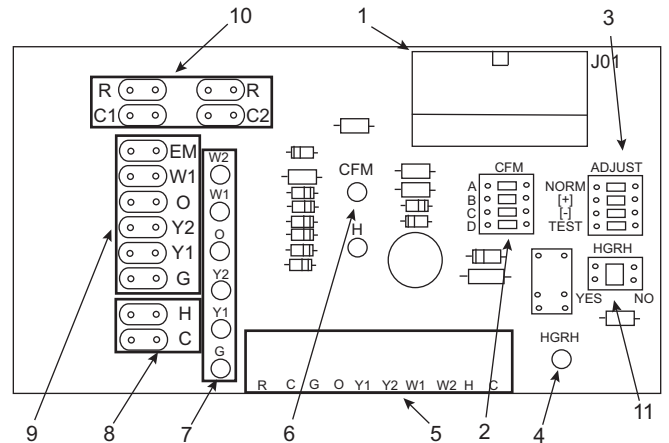 10
1
3
J01
R R
C1 C2
EM
W1
O
Y2
Y1
G
H
C
W2
W1
O
Y2
Y1
G
CFM
H
CFM
A
B
C
D
ADJUST
NORM
[+]
[-]
TEST
HGRH
YES NO
HGRH
R C G O Y1 Y2 W1 W2 H C
9
8
7
6
5
2
4
11